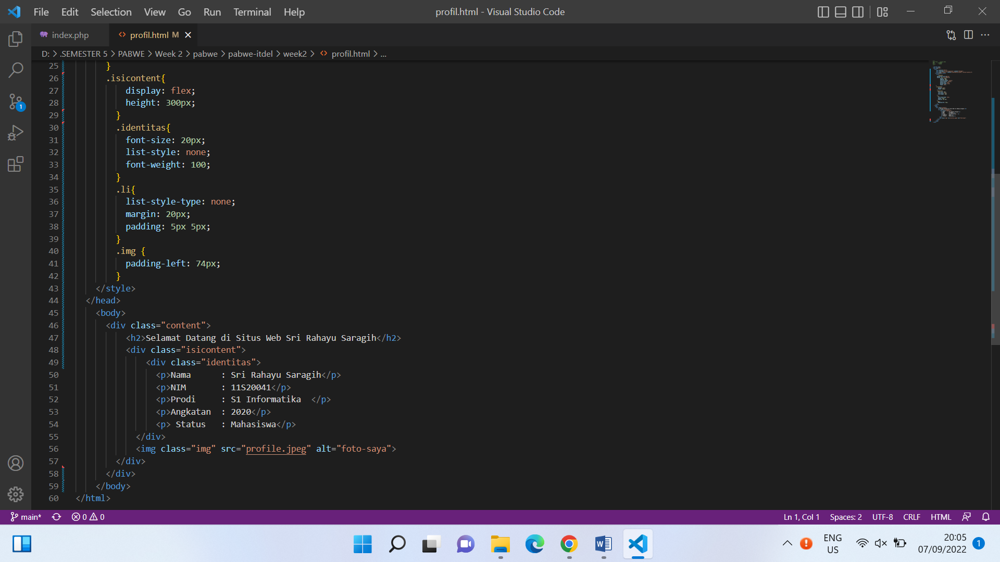 File Edit Selection View Go Run Terminal Help profil.html - Visual Studio Code
index.php profil.html M
D: > .SEMESTER 5 > PABWE > Week 2 > pabwe > pabwe-itdel > week2 > profil.html > ...
25 }
26 .isicontent{
27 display: flex;
28 height: 300px;
29 }
30 .identitas{
31 font-size: 20px;
32 list-style: none;
33 font-weight: 100;
34 }
35 .li{
36 list-style-type: none;
37 margin: 20px;
38 padding: 5px 5px;
39 }
40 .img {
41 padding-left: 74px;
42 }
43 </style>
44 </head>
45 <body>
46 <div class="content">
47 <h2>Selamat Datang di Situs Web Sri Rahayu Saragih</h2>
48 <div class="isicontent">
49 <div class="identitas">
50 <p>Nama      : Sri Rahayu Saragih</p>
51 <p>NIM       : 11S20041</p>
52 <p>Prodi     : S1 Informatika  </p>
53 <p>Angkatan  : 2020</p>
54 <p> Status   : Mahasiswa</p>
55 </div>
56 <img class="img" src="profile.jpeg" alt="foto-saya">
57 </div>
58 </div>
59 </body>
60 </html>
1
main* 0 0 Ln 1, Col 1 Spaces: 2 UTF-8 CRLF HTML
ENG
US
20:05
07/09/2022
1